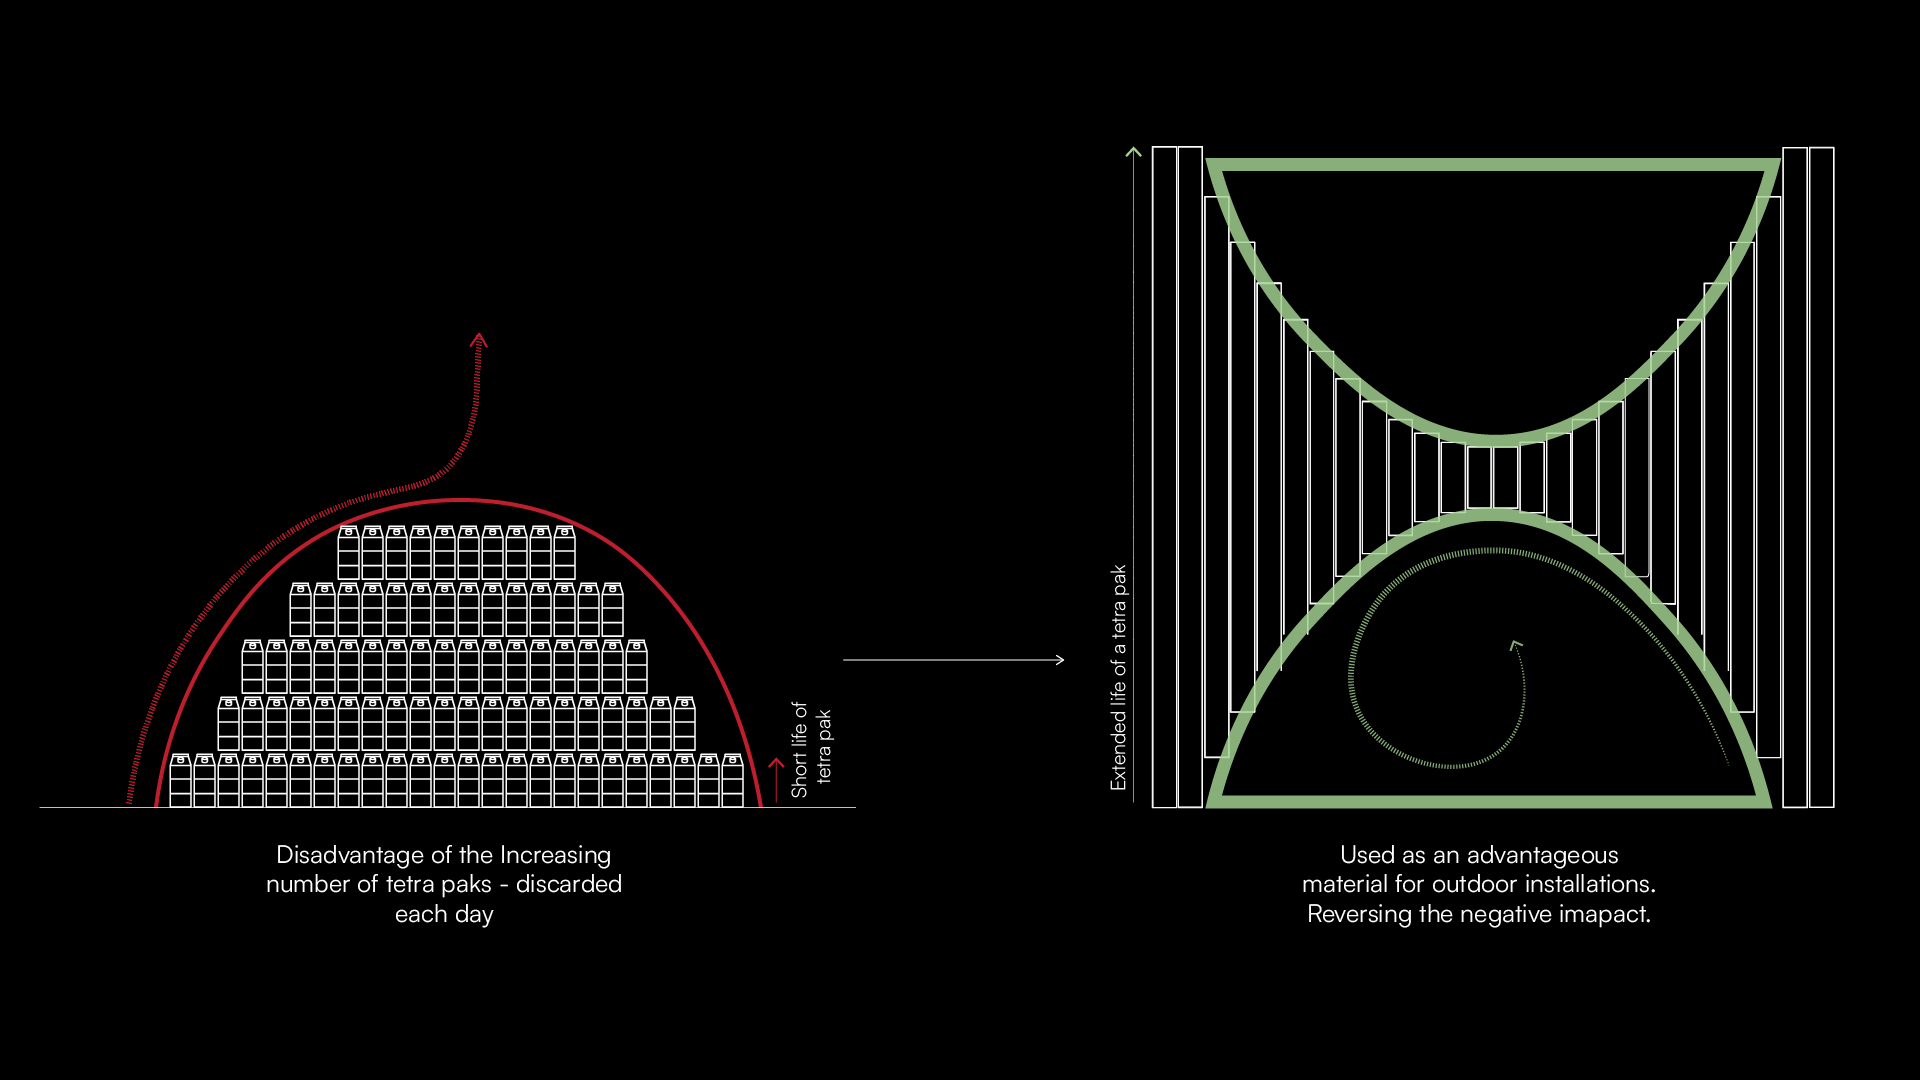 Short life of
tetra pak
Disadvantage of the Increasing
number of tetra paks - discarded
each day
Extended life of a tetra pak
Used as an advantageous
material for outdoor installations.
Reversing the negative imapact.